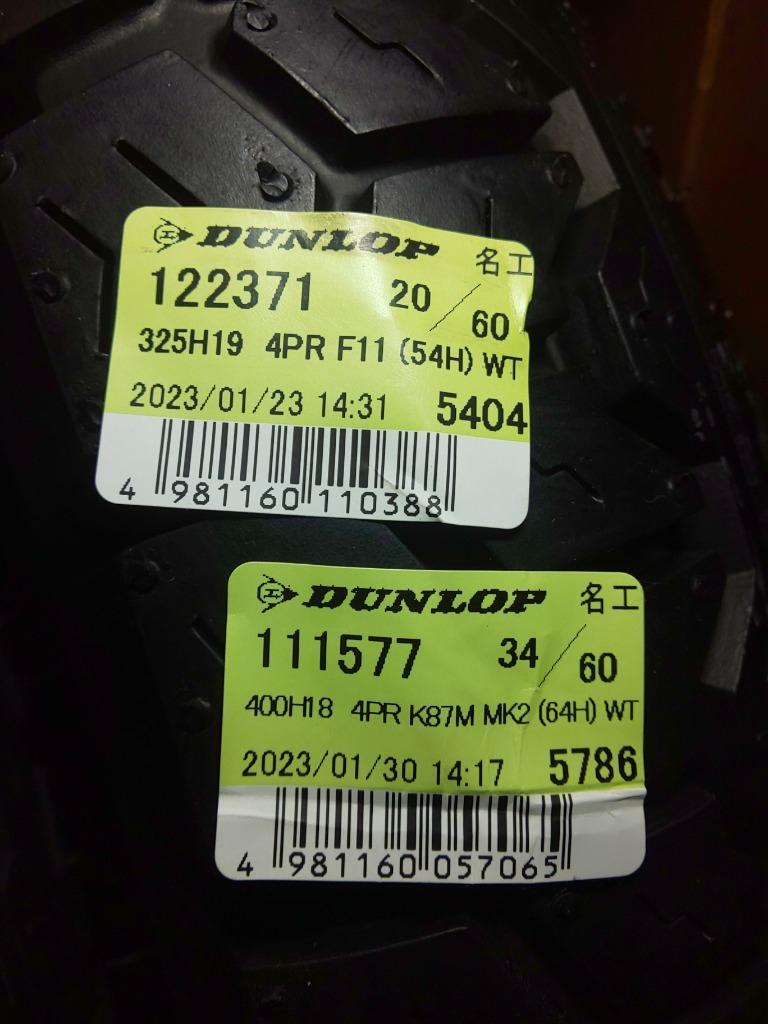 DUNLOP 名工
122371 20/60
325H19 4PR F11 (54H) WT
2023/01/23 14:31 5404
4 981160 110388
DUNLOP 名工
111577 34/60
400H18 4PR K87M MK2 (64H) WT
2023/01/30 14:17 5786
4 981160 057065